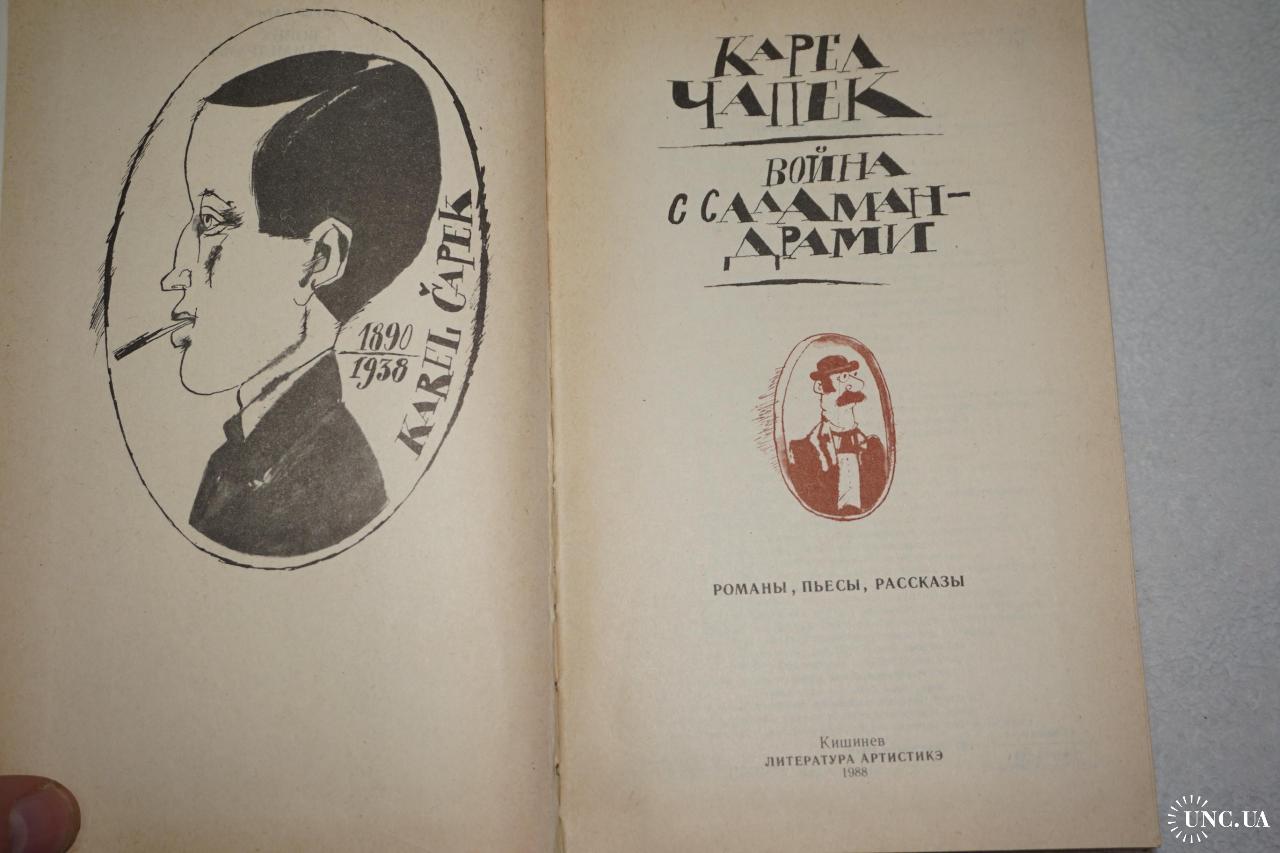 1890
1938
KAREL ČAPEK
КАРЕЛ
ЧАПЕК
ВОЙНА
С САЛАМАН-
ДРАМИ
РОМАНЫ, ПЬЕСЫ, РАССКАЗЫ
Кишинев
ЛИТЕРАТУРА АРТИСТИКЭ
1988
UNC.UA